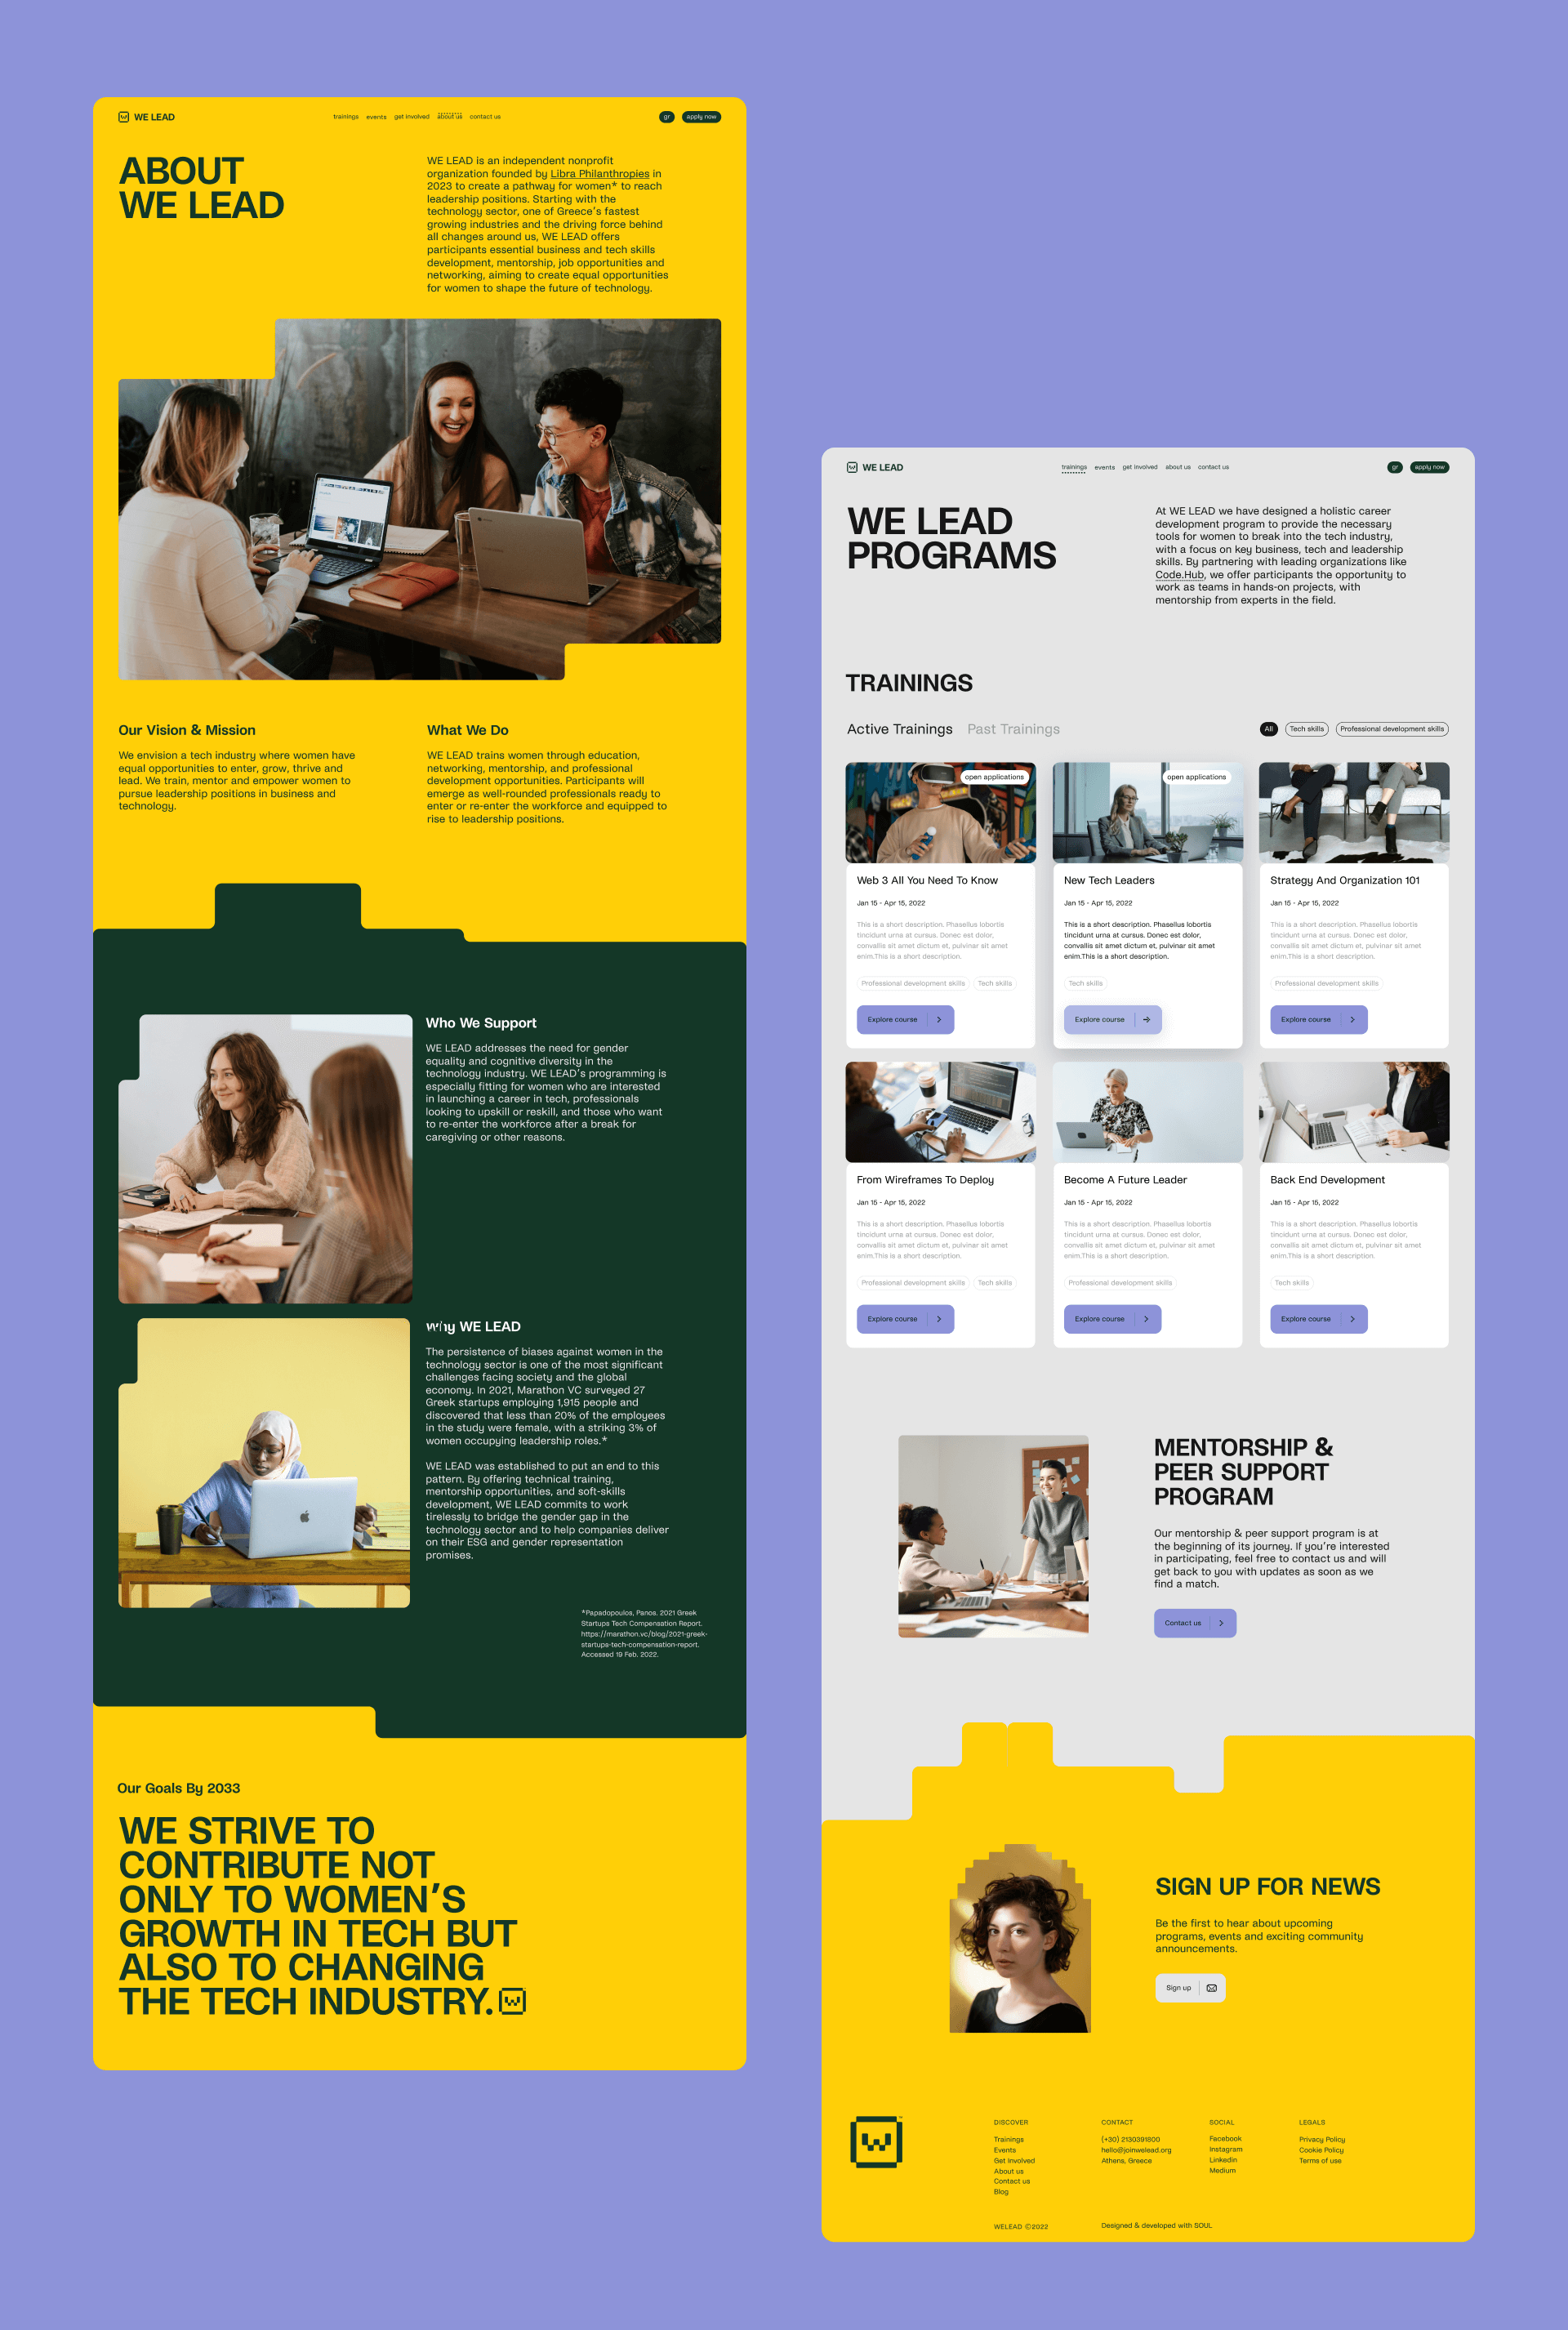 WE LEAD
trainings events get involved about us contact us
gr apply now
ABOUT
WE LEAD
WE LEAD is an independent nonprofit
organization founded by Libra Philanthropies in
2023 to create a pathway for women* to reach
leadership positions. Starting with the
technology sector, one of Greece's fastest
growing industries and the driving force behind
all changes around us, WE LEAD offers
participants essential business and tech skills
development, mentorship, job opportunities and
networking, aiming to create equal opportunities
for women to shape the future of technology.
Our Vision & Mission
We envision a tech industry where women have
equal opportunities to enter, grow, thrive and
lead. We train, mentor and empower women to
pursue leadership positions in business and
technology.
What We Do
WE LEAD trains women through education,
networking, mentorship, and professional
development opportunities. Participants will
emerge as well-rounded professionals ready to
enter or re-enter the workforce and equipped to
rise to leadership positions.
Who We Support
WE LEAD addresses the need for gender
equality and cognitive diversity in the
technology industry. WE LEAD's programming is
especially fitting for women who are interested
in launching a career in tech, professionals
looking to upskill or reskill, and those who want
to re-enter the workforce after a break for
caregiving or other reasons.
Why WE LEAD
The persistence of biases against women in the
technology sector is one of the most significant
challenges facing society and the global
economy. In 2021, Marathon VC surveyed 27
Greek startups employing 1,915 people and
discovered that less than 20% of the employees
in the study were female, with a striking 3% of
women occupying leadership roles.*
WE LEAD was established to put an end to this
pattern. By offering technical training,
mentorship opportunities, and soft-skills
development, WE LEAD commits to work
tirelessly to bridge the gender gap in the
technology sector and to help companies deliver
on their ESG and gender representation
promises.
*Papadopoulos, Panos. 2021 Greek
Startups Tech Compensation Report.
https://marathon.vc/blog/2021-greek-
startups-tech-compensation-report.
Accessed 19 Feb. 2022.
Our Goals By 2033
WE STRIVE TO
CONTRIBUTE NOT
ONLY TO WOMEN'S
GROWTH IN TECH BUT
ALSO TO CHANGING
THE TECH INDUSTRY.
WE LEAD
trainings events get involved about us contact us
gr apply now
WE LEAD
PROGRAMS
At WE LEAD we have designed a holistic career
development program to provide the necessary
tools for women to break into the tech industry,
with a focus on key business, tech and leadership
skills. By partnering with leading organizations like
Code.Hub, we offer participants the opportunity to
work as teams in hands-on projects, with
mentorship from experts in the field.
TRAININGS
Active Trainings Past Trainings
All Tech skills Professional development skills
open applications
Web 3 All You Need To Know
Jan 15 - Apr 15, 2022
This is a short description. Phasellus lobortis
tincidunt urna at cursus. Donec est dolor,
convallis sit amet dictum et, pulvinar sit amet
enim.This is a short description.
Professional development skills Tech skills
Explore course
open applications
New Tech Leaders
Jan 15 - Apr 15, 2022
This is a short description. Phasellus lobortis
tincidunt urna at cursus. Donec est dolor,
convallis sit amet dictum et, pulvinar sit amet
enim.This is a short description.
Tech skills
Explore course
Strategy And Organization 101
Jan 15 - Apr 15, 2022
This is a short description. Phasellus lobortis
tincidunt urna at cursus. Donec est dolor,
convallis sit amet dictum et, pulvinar sit amet
enim.This is a short description.
Professional development skills
Explore course
From Wireframes To Deploy
Jan 15 - Apr 15, 2022
This is a short description. Phasellus lobortis
tincidunt urna at cursus. Donec est dolor,
convallis sit amet dictum et, pulvinar sit amet
enim.This is a short description.
Professional development skills Tech skills
Explore course
Become A Future Leader
Jan 15 - Apr 15, 2022
This is a short description. Phasellus lobortis
tincidunt urna at cursus. Donec est dolor,
convallis sit amet dictum et, pulvinar sit amet
enim.This is a short description.
Professional development skills
Explore course
Back End Development
Jan 15 - Apr 15, 2022
This is a short description. Phasellus lobortis
tincidunt urna at cursus. Donec est dolor,
convallis sit amet dictum et, pulvinar sit amet
enim.This is a short description.
Tech skills
Explore course
MENTORSHIP &
PEER SUPPORT
PROGRAM
Our mentorship & peer support program is at
the beginning of its journey. If you're interested
in participating, feel free to contact us and will
get back to you with updates as soon as we
find a match.
Contact us
SIGN UP FOR NEWS
Be the first to hear about upcoming
programs, events and exciting community
announcements.
Sign up
DISCOVER
Trainings
Events
Get Involved
About us
Contact us
Blog
CONTACT
(+30) 2130391800
hello@joinwelead.org
Athens, Greece
SOCIAL
Facebook
Instagram
Linkedin
Medium
LEGALS
Privacy Policy
Cookie Policy
Terms of use
WELEAD ©2022
Designed & developed with SOUL